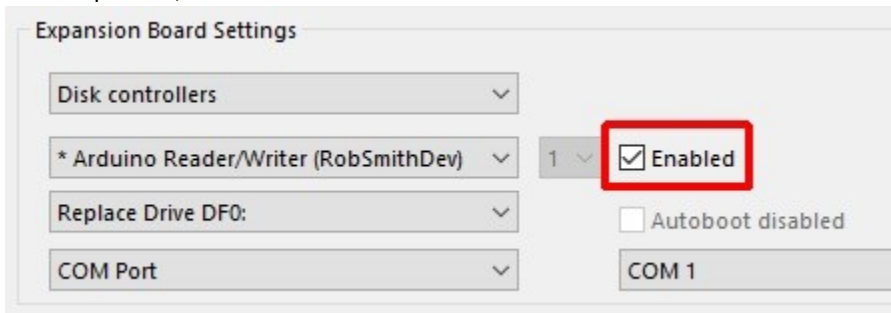 Expansion Board Settings
Disk controllers
* Arduino Reader/Writer (RobSmithDev) 1 Enabled
Replace Drive DF0: Autoboot disabled
COM Port COM 1